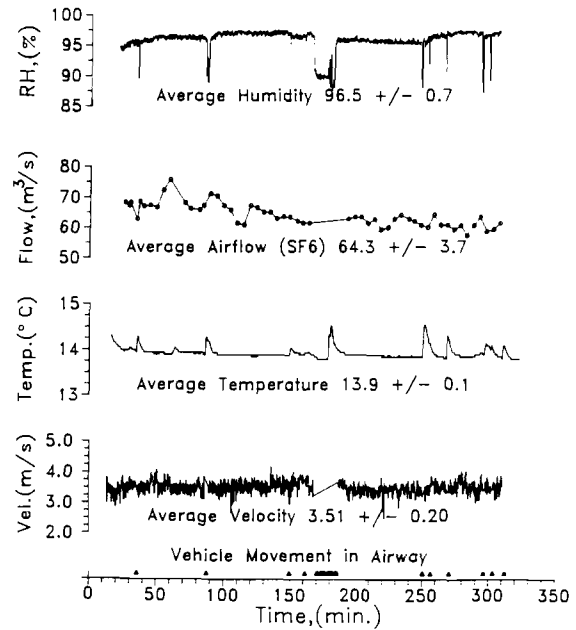 RH,(%)
100
95
90
85
Average Humidity 96.5 +/- 0.7
Flow,(m³/s)
80
70
60
50
Average Airflow (SF6) 64.3 +/- 3.7
Temp.(°C)
15
14
13
Average Temperature 13.9 +/- 0.1
Vel.(m/s)
5.0
4.0
3.0
2.0
Average Velocity 3.51 +/- 0.20
Vehicle Movement in Airway
0 50 100 150 200 250 300 350
Time,(min.)